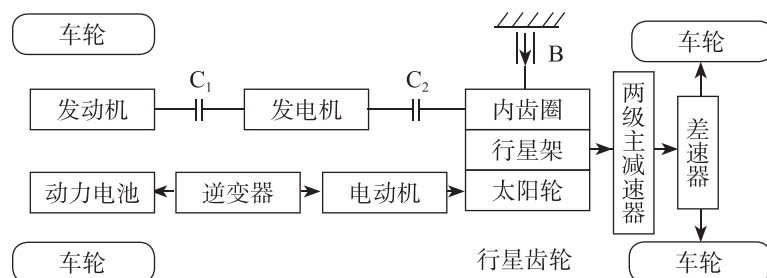 车轮
车轮
B
C₁
C₂
发动机
发电机
内齿圈
行星架
太阳轮
两级主减速器
差速器
动力电池
逆变器
电动机
车轮
行星齿轮
车轮